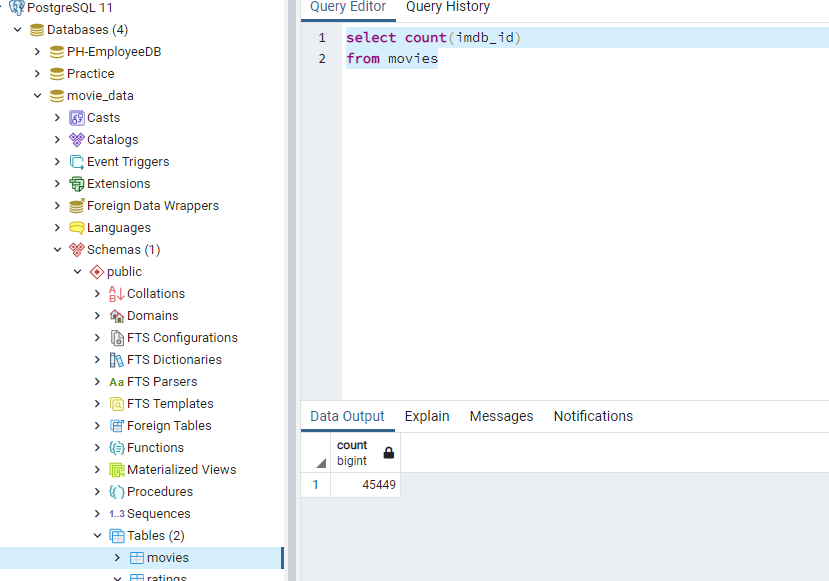 PostgreSQL 11
Databases (4)
PH-EmployeeDB
Practice
movie_data
Casts
Catalogs
Event Triggers
Extensions
Foreign Data Wrappers
Languages
Schemas (1)
public
Collations
Domains
FTS Configurations
FTS Dictionaries
Aa FTS Parsers
FTS Templates
Foreign Tables
Functions
Materialized Views
Procedures
1..3 Sequences
Tables (2)
movies
ratings
Query Editor Query History
1 select count(imdb_id)
2 from movies
Data Output Explain Messages Notifications
count
bigint
1 45449